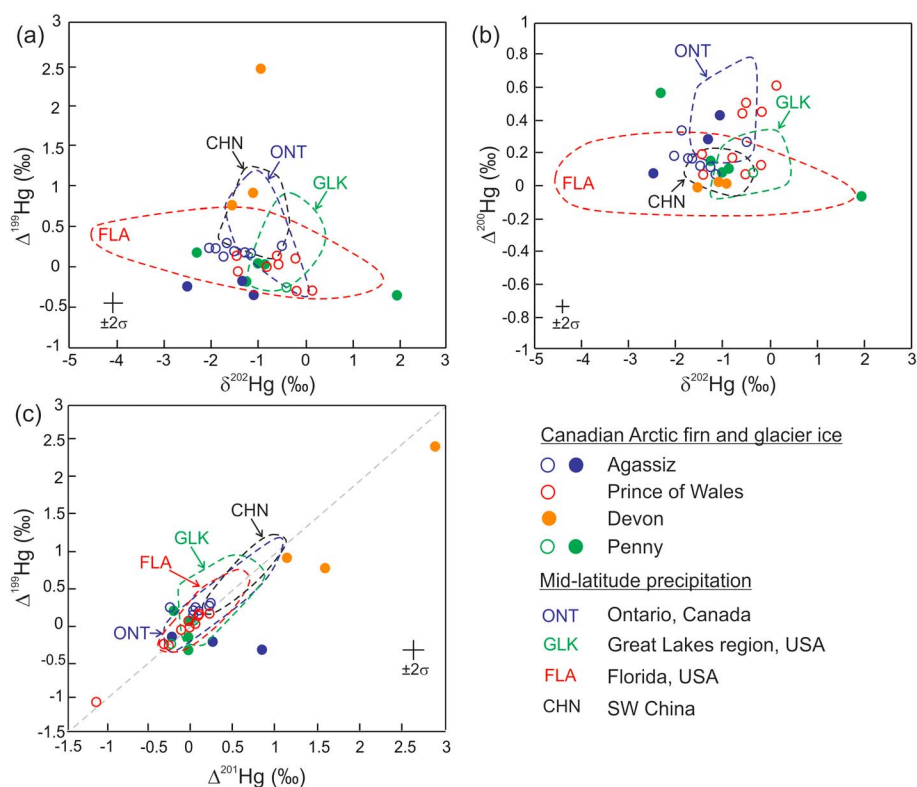 (a)
3
2.5
2
1.5
1
0.5
0
-0.5
-1
Δ¹⁹⁹Hg (‰)
CHN
ONT
GLK
FLA
±2σ
-5 -4 -3 -2 -1 0 1 2 3
δ²⁰²Hg (‰)
(b)
1
0.8
0.6
0.4
0.2
0
-0.2
-0.4
-0.6
-0.8
-1
Δ²⁰⁰Hg (‰)
ONT
GLK
FLA
CHN
±2σ
-5 -4 -3 -2 -1 0 1 2 3
δ²⁰²Hg (‰)
(c)
3
2.5
2
1.5
1
0.5
0
-0.5
-1
-1.5
Δ¹⁹⁹Hg (‰)
CHN
GLK
FLA
ONT
±2σ
-1.5 -1 -0.5 0 0.5 1 1.5 2 2.5 3
Δ²⁰¹Hg (‰)
Canadian Arctic firn and glacier ice
Agassiz
Prince of Wales
Devon
Penny
Mid-latitude precipitation
ONT Ontario, Canada
GLK Great Lakes region, USA
FLA Florida, USA
CHN SW China